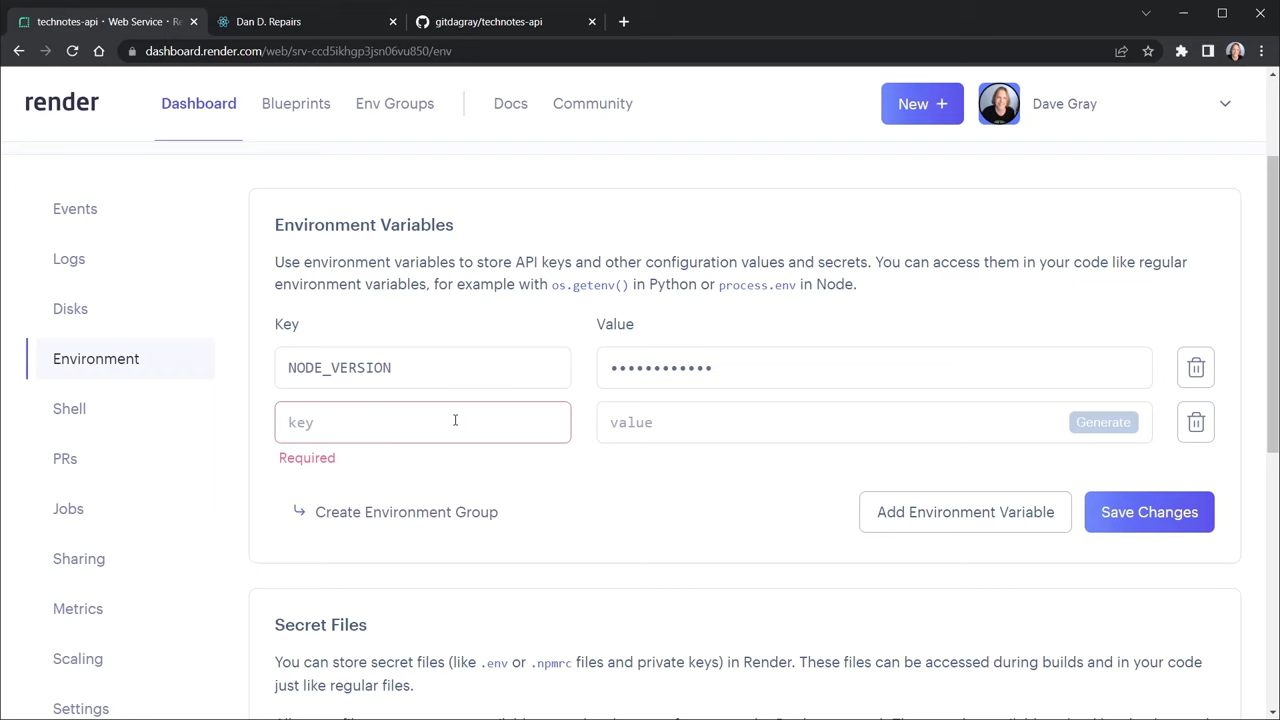 technotes-api · Web Service · Re
Dan D. Repairs
gitdagray/technotes-api
dashboard.render.com/web/srv-ccd5ikhgp3jsn06vu850/env
render
Dashboard
Blueprints
Env Groups
Docs
Community
New +
Dave Gray
Events
Logs
Disks
Environment
Shell
PRs
Jobs
Sharing
Metrics
Scaling
Settings
Environment Variables
Use environment variables to store API keys and other configuration values and secrets. You can access them in your code like regular
environment variables, for example with os.getenv() in Python or process.env in Node.
Key
Value
NODE_VERSION
••••••••••••
key
value
Generate
Required
Create Environment Group
Add Environment Variable
Save Changes
Secret Files
You can store secret files (like .env or .npmrc files and private keys) in Render. These files can be accessed during builds and in your code
just like regular files.